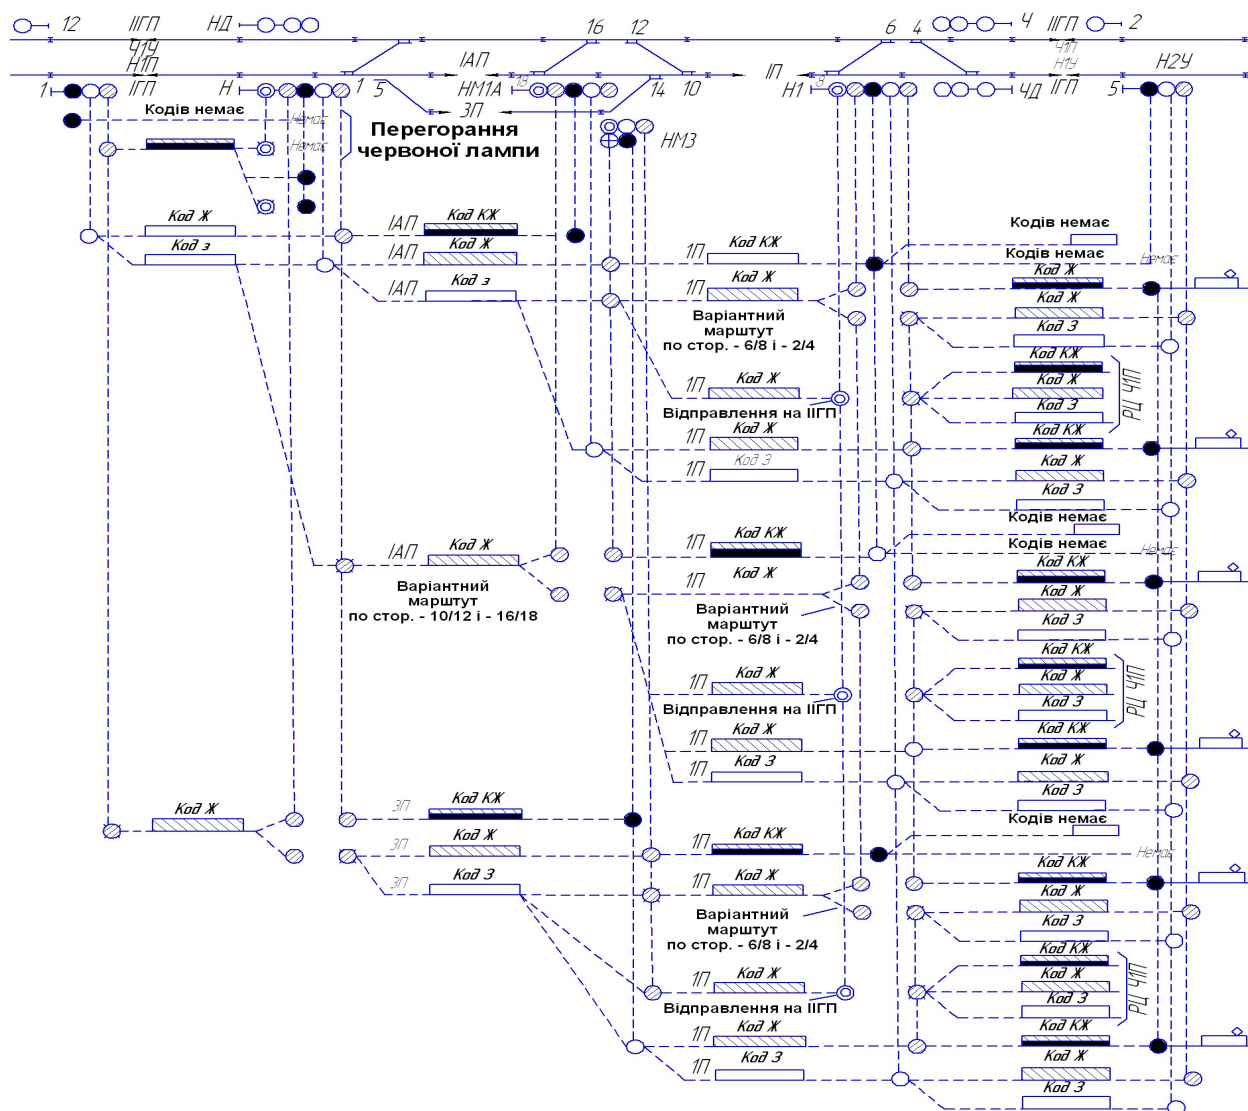 12 IIГП НД 16 12 6 4 Ч IIГП 2
Ч1У Ч1П
Н1П IАП IП Н1У Н2У
1 IГП Н 1 5 НМ1А 18 14 10 Н1 8 ЧД IГП 5
Кодів немає Немає 3П
Немає
Перегорання
червоної лампи
НМ3
Код Ж IАП Код КЖ Кодів немає
Код з IАП Код Ж 1П Код КЖ Кодів немає Немає
IАП Код з 1П Код Ж Код Ж
Варіантний
марштут
по стор. - 6/8 і - 2/4
Код Ж
Код З
Код КЖ
1П Код Ж Код Ж
Код З
РЦ Ч1П
Відправлення на IIГП
1П Код Ж Код КЖ
1П Код З Код Ж
Код З
Кодів немає
IАП Код Ж 1П Код КЖ Кодів немає Немає
Варіантний
маршрут
по стор. - 10/12 і - 16/18
1П Код Ж Код КЖ
Варіантний
марштут
по стор. - 6/8 і - 2/4
Код Ж
Код З
Код КЖ
1П Код Ж Код Ж
Код З
РЦ Ч1П
Відправлення на IIГП
1П Код Ж Код КЖ
1П Код З Код Ж
Код З
Код Ж 3П Код КЖ Кодів немає
3П Код Ж 1П Код КЖ Немає
3П Код З 1П Код Ж Код КЖ
Варіантний
маршрут
по стор. - 6/8 і - 2/4
Код Ж
Код З
Код КЖ
1П Код Ж Код Ж
Код З
РЦ Ч1П
Відправлення на IIГП
1П Код Ж Код КЖ
1П Код З Код Ж
Код З